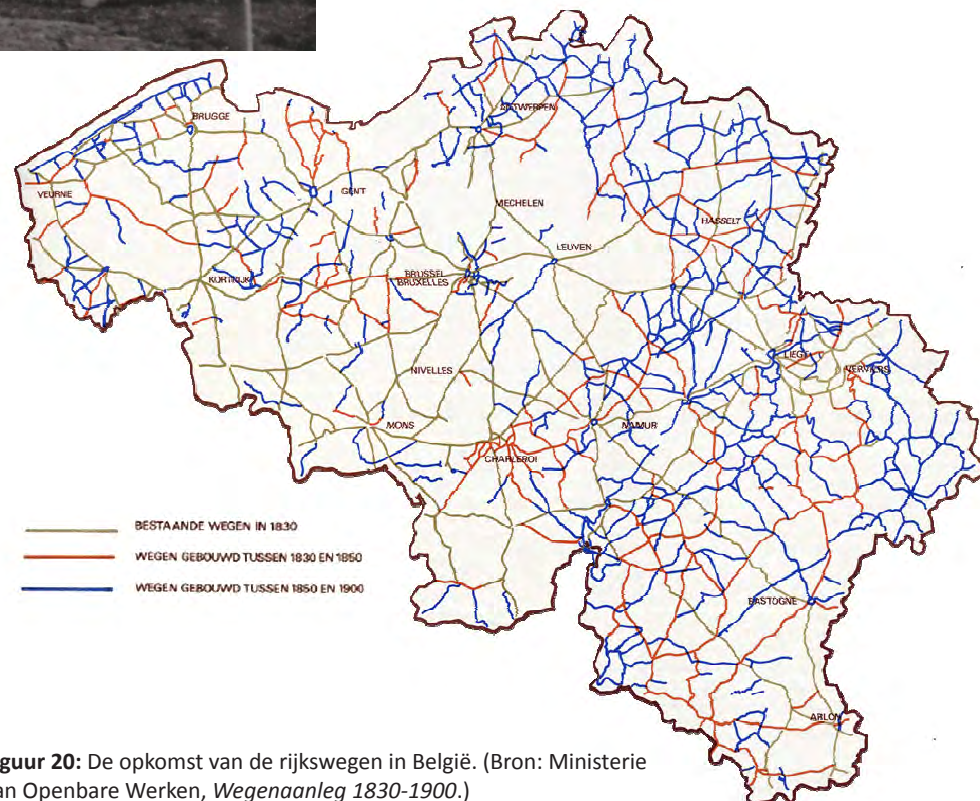 BRUGGE
ANTWERPEN
VEURNE
GENT
MECHELEN
HASSELT
LEUVEN
KORTRIJK
BRUSSEL
BRUXELLES
LIEGE
VERVIERS
NIVELLES
MONS
NAMUR
CHARLEROI
BESTAANDE WEGEN IN 1830
WEGEN GEBOUWD TUSSEN 1830 EN 1850
WEGEN GEBOUWD TUSSEN 1850 EN 1900
BASTOGNE
ARLON
guur 20: De opkomst van de rijkswegen in België. (Bron: Ministerie
an Openbare Werken, Wegenaanleg 1830-1900.)